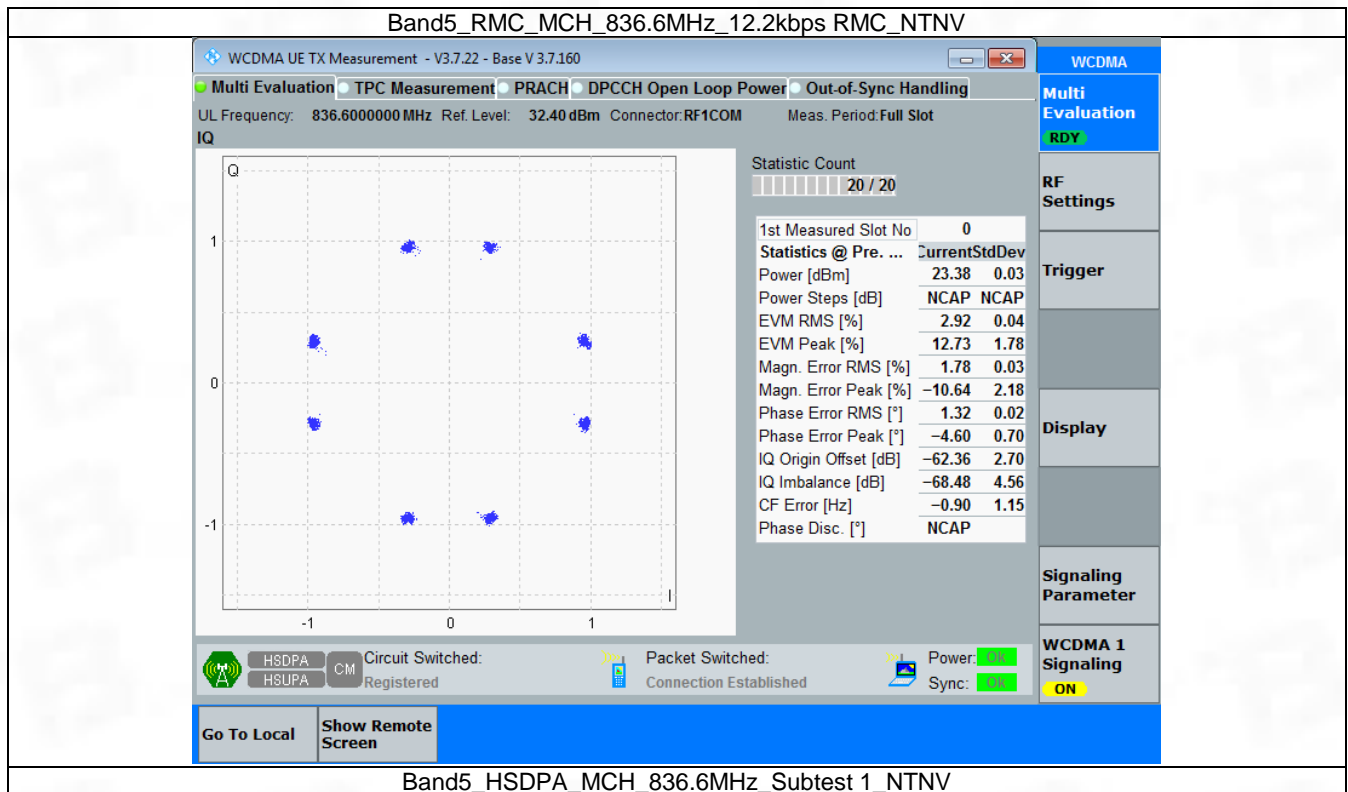 Band5_RMC_MCH_836.6MHz_12.2kbps RMC_NTNV
WCDMA UE TX Measurement - V3.7.22 - Base V 3.7.160
WCDMA
Multi Evaluation TPC Measurement PRACH DPCCH Open Loop Power Out-of-Sync Handling
Multi
Evaluation
RDY
UL Frequency: 836.6000000 MHz Ref. Level: 32.40 dBm Connector: RF1COM Meas. Period: Full Slot
IQ
Q
1
0
-1
-1 0 1
I
Statistic Count
20 / 20
1st Measured Slot No 0
Statistics @ Pre. ... Current StdDev
Power [dBm] 23.38 0.03
Power Steps [dB] NCAP NCAP
EVM RMS [%] 2.92 0.04
EVM Peak [%] 12.73 1.78
Magn. Error RMS [%] 1.78 0.03
Magn. Error Peak [%] −10.64 2.18
Phase Error RMS [°] 1.32 0.02
Phase Error Peak [°] −4.60 0.70
IQ Origin Offset [dB] −62.36 2.70
IQ Imbalance [dB] −68.48 4.56
CF Error [Hz] −0.90 1.15
Phase Disc. [°] NCAP
RF
Settings
Trigger
Display
Signaling
Parameter
WCDMA 1
Signaling
ON
HSDPA
HSUPA
CM
Circuit Switched:
Registered
Packet Switched:
Connection Established
Power: Ok
Sync: Ok
Go To Local
Show Remote
Screen
Band5_HSDPA_MCH_836.6MHz_Subtest 1_NTNV